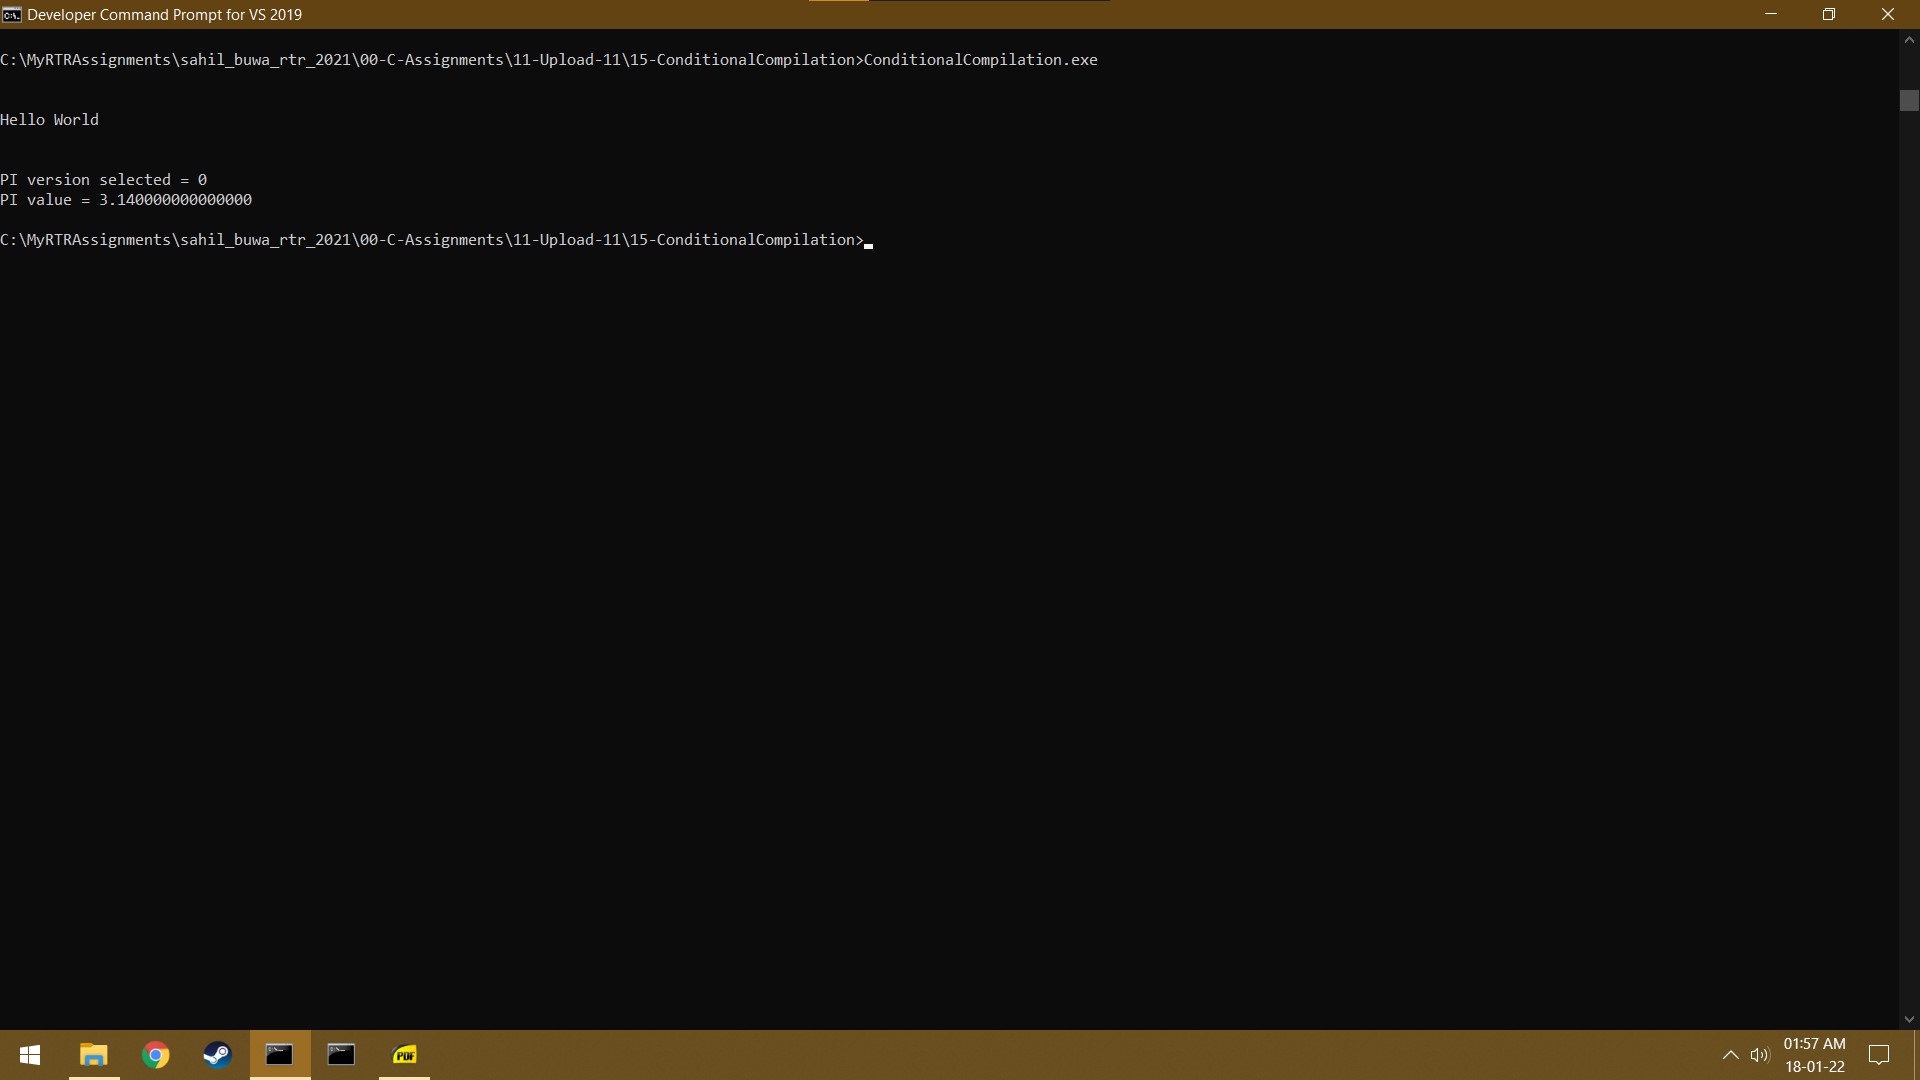 Developer Command Prompt for VS 2019
C:\MyRTRAssignments\sahil_buwa_rtr_2021\00-C-Assignments\11-Upload-11\15-ConditionalCompilation>ConditionalCompilation.exe
Hello World
PI version selected = 0
PI value = 3.140000000000000
C:\MyRTRAssignments\sahil_buwa_rtr_2021\00-C-Assignments\11-Upload-11\15-ConditionalCompilation>
PDF
01:57 AM
18-01-22